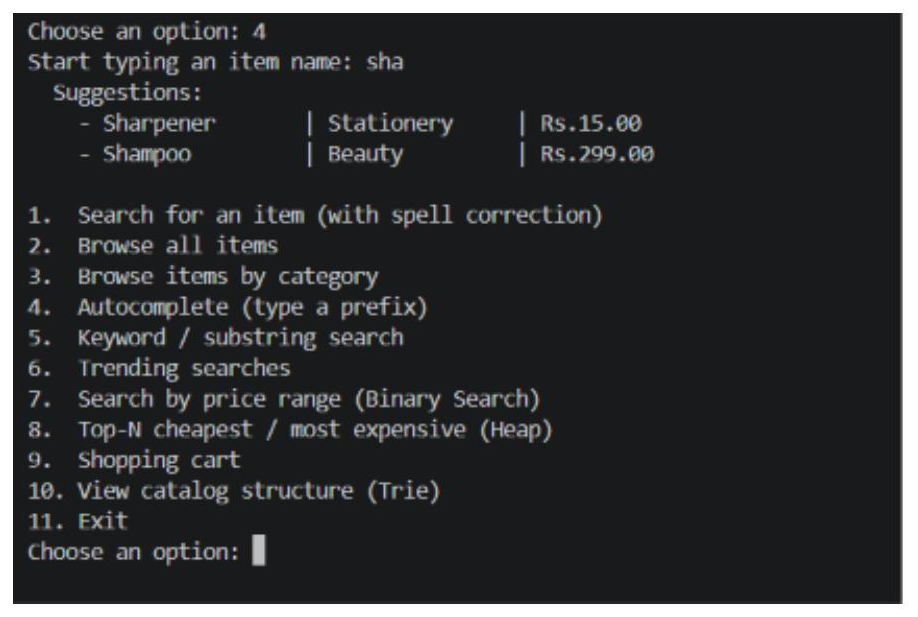 Choose an option: 4
Start typing an item name: sha
  Suggestions:
    - Sharpener       | Stationery     | Rs.15.00
    - Shampoo         | Beauty         | Rs.299.00

1.  Search for an item (with spell correction)
2.  Browse all items
3.  Browse items by category
4.  Autocomplete (type a prefix)
5.  Keyword / substring search
6.  Trending searches
7.  Search by price range (Binary Search)
8.  Top-N cheapest / most expensive (Heap)
9.  Shopping cart
10. View catalog structure (Trie)
11. Exit
Choose an option: